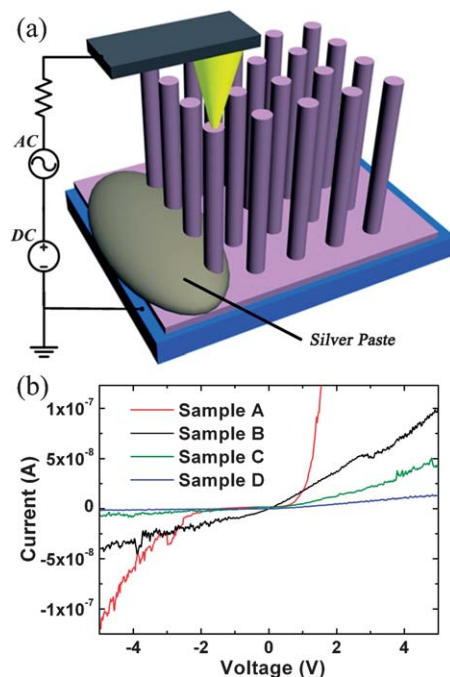 (a)
AC
DC
Silver Paste
(b)
1x10⁻⁷
5x10⁻⁸
0
-5x10⁻⁸
-1x10⁻⁷
Current (A)
Sample A
Sample B
Sample C
Sample D
-4 -2 0 2 4
Voltage (V)